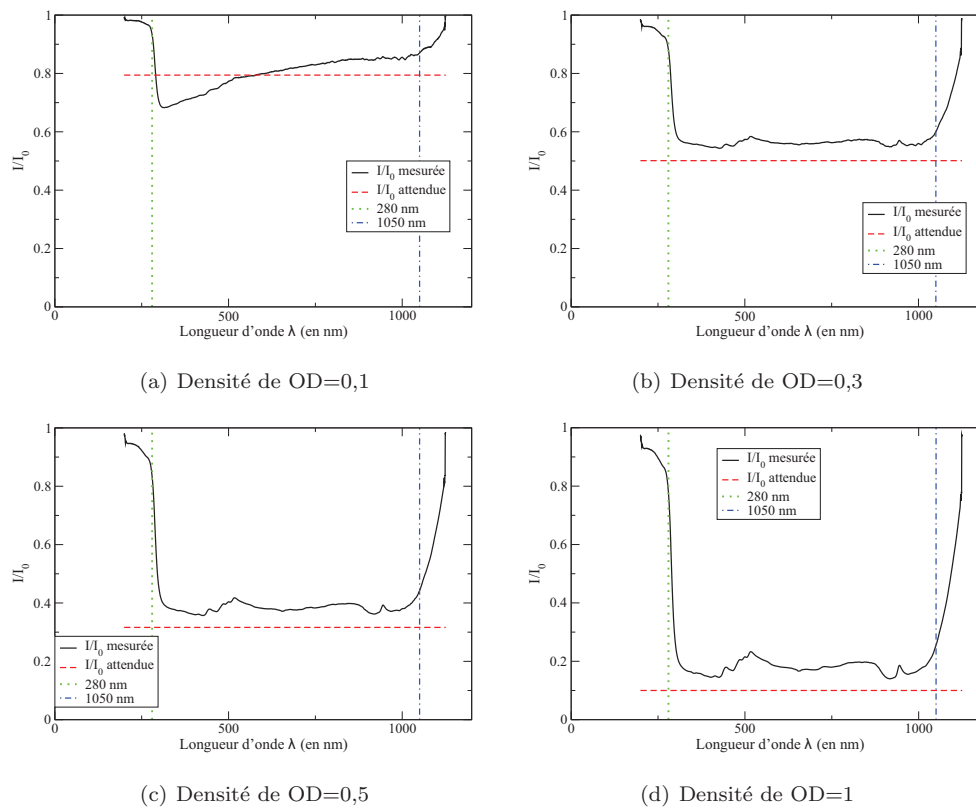 1
0.8
0.6
0.4
0.2
0
I/I0
0
500
1000
Longueur d'onde λ (en nm)
I/I0 mesurée
I/I0 attendue
280 nm
1050 nm
(a) Densité de OD=0,1
1
0.8
0.6
0.4
0.2
0
I/I0
0
500
1000
Longueur d'onde λ (en nm)
I/I0 mesurée
I/I0 attendue
280 nm
1050 nm
(b) Densité de OD=0,3
1
0.8
0.6
0.4
0.2
0
I/I0
0
500
1000
Longueur d'onde λ (en nm)
I/I0 mesurée
I/I0 attendue
280 nm
1050 nm
(c) Densité de OD=0,5
1
0.8
0.6
0.4
0.2
0
I/I0
0
500
1000
Longueur d'onde λ (en nm)
I/I0 mesurée
I/I0 attendue
280 nm
1050 nm
(d) Densité de OD=1